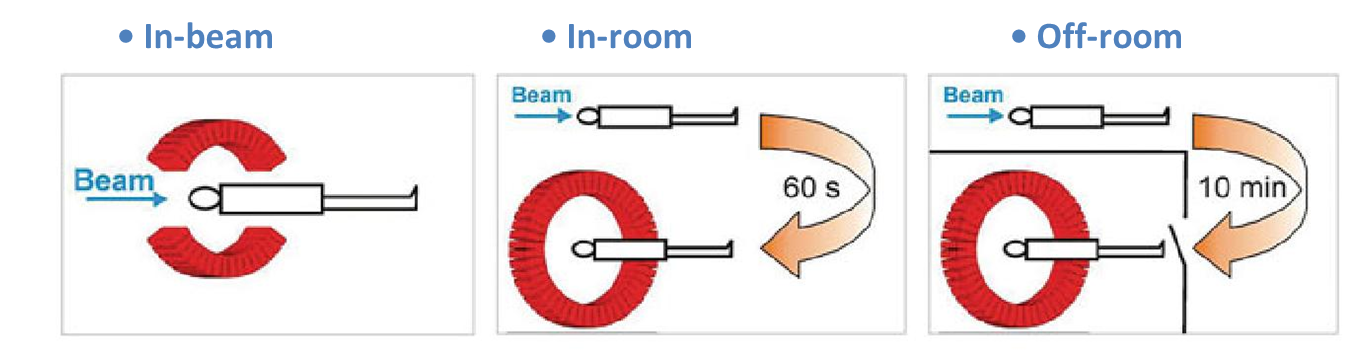 • In-beam
• In-room
• Off-room
Beam
Beam
60 s
Beam
10 min